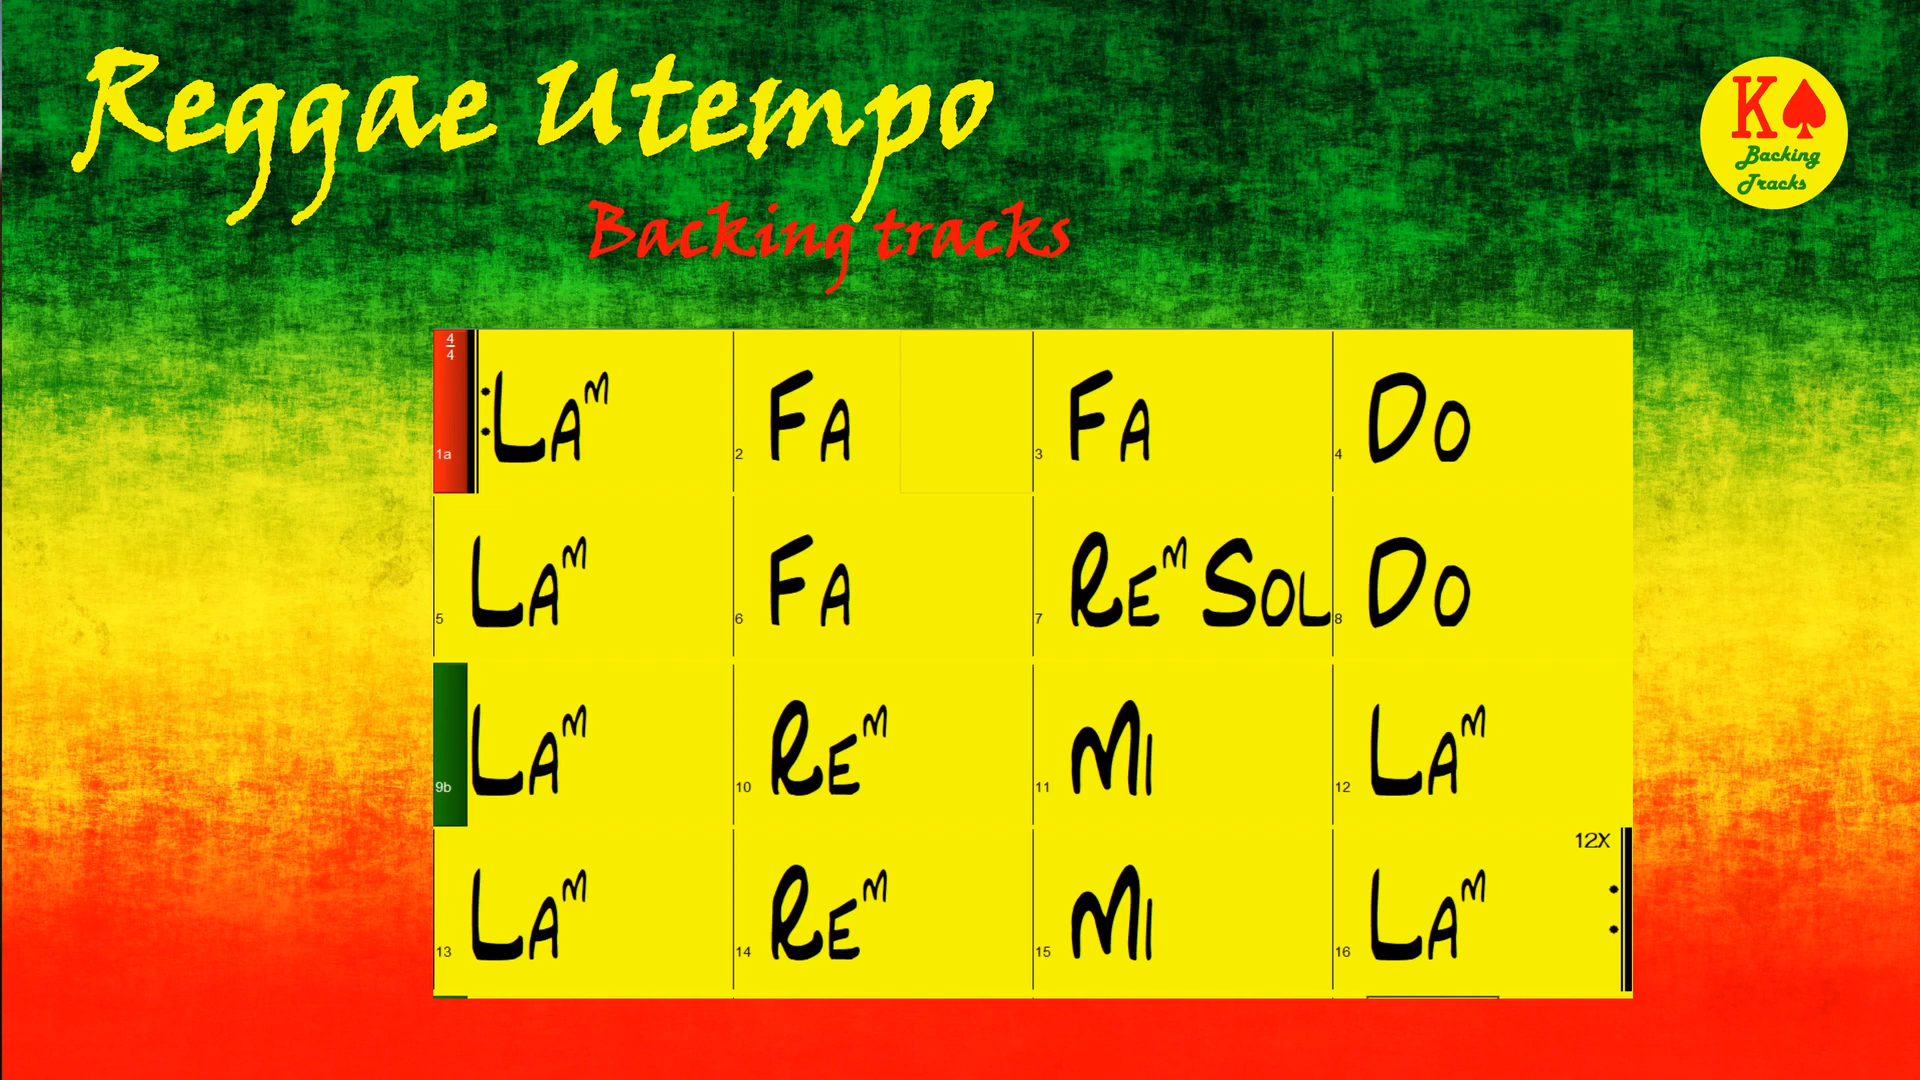 Reggae Utempo
Backing tracks
K♠
Backing
Tracks
4
4
1a LAM 2 FA 3 FA 4 DO
5 LAM 6 FA 7 REM SOL 8 DO
9b LAM 10 REM 11 MI 12 LAM
12X
13 LAM 14 REM 15 MI 16 LAM